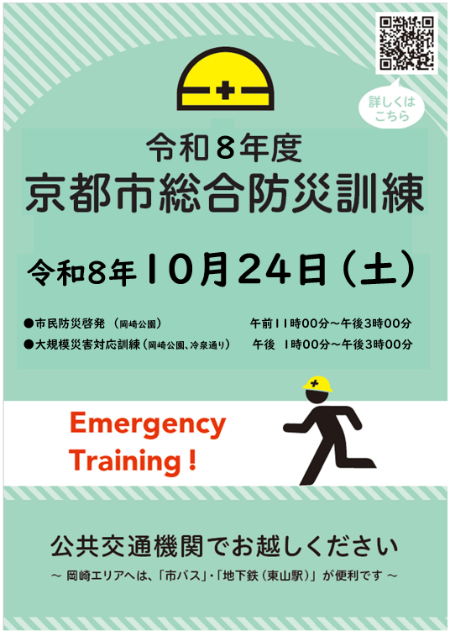 詳しくは
こちら
令和８年度
京都市総合防災訓練
令和8年10月24日（土）
●市民防災啓発　（岡崎公園）　午前11時00分～午後3時00分
●大規模災害対応訓練（岡崎公園、冷泉通り）　午後　1時00分～午後3時00分
Emergency
Training！
公共交通機関でお越しください
～ 岡崎エリアへは、「市バス」・「地下鉄（東山駅）」が便利です ～